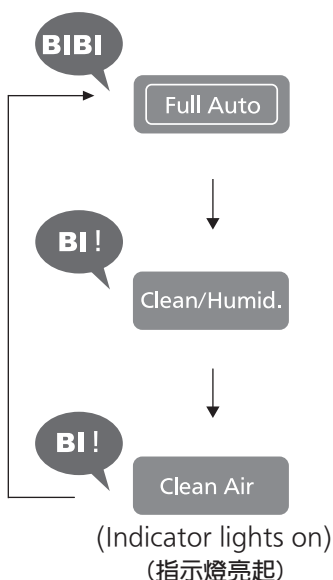 BIBI
Full Auto
BI!
Clean/Humid.
BI!
Clean Air
(Indicator lights on)
(指示燈亮起)